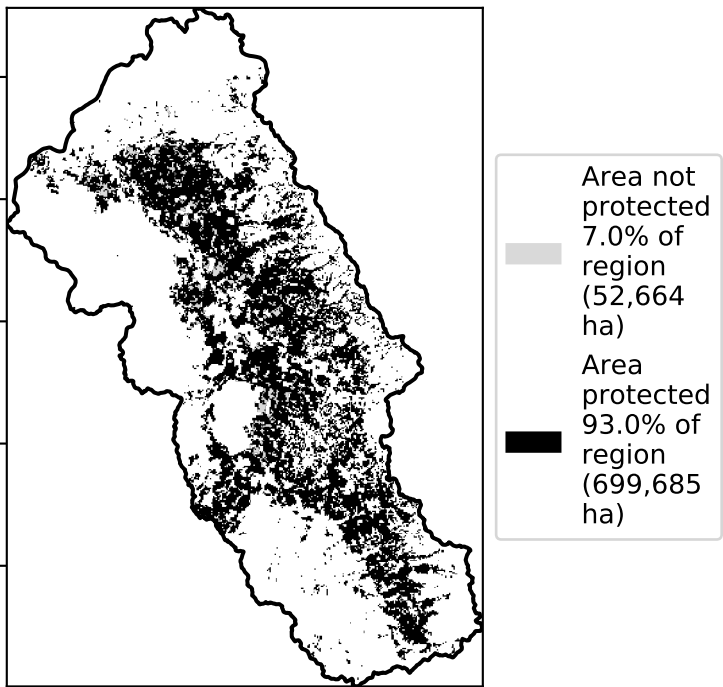 Area not
protected
7.0% of
region
(52,664
ha)
Area
protected
93.0% of
region
(699,685
ha)